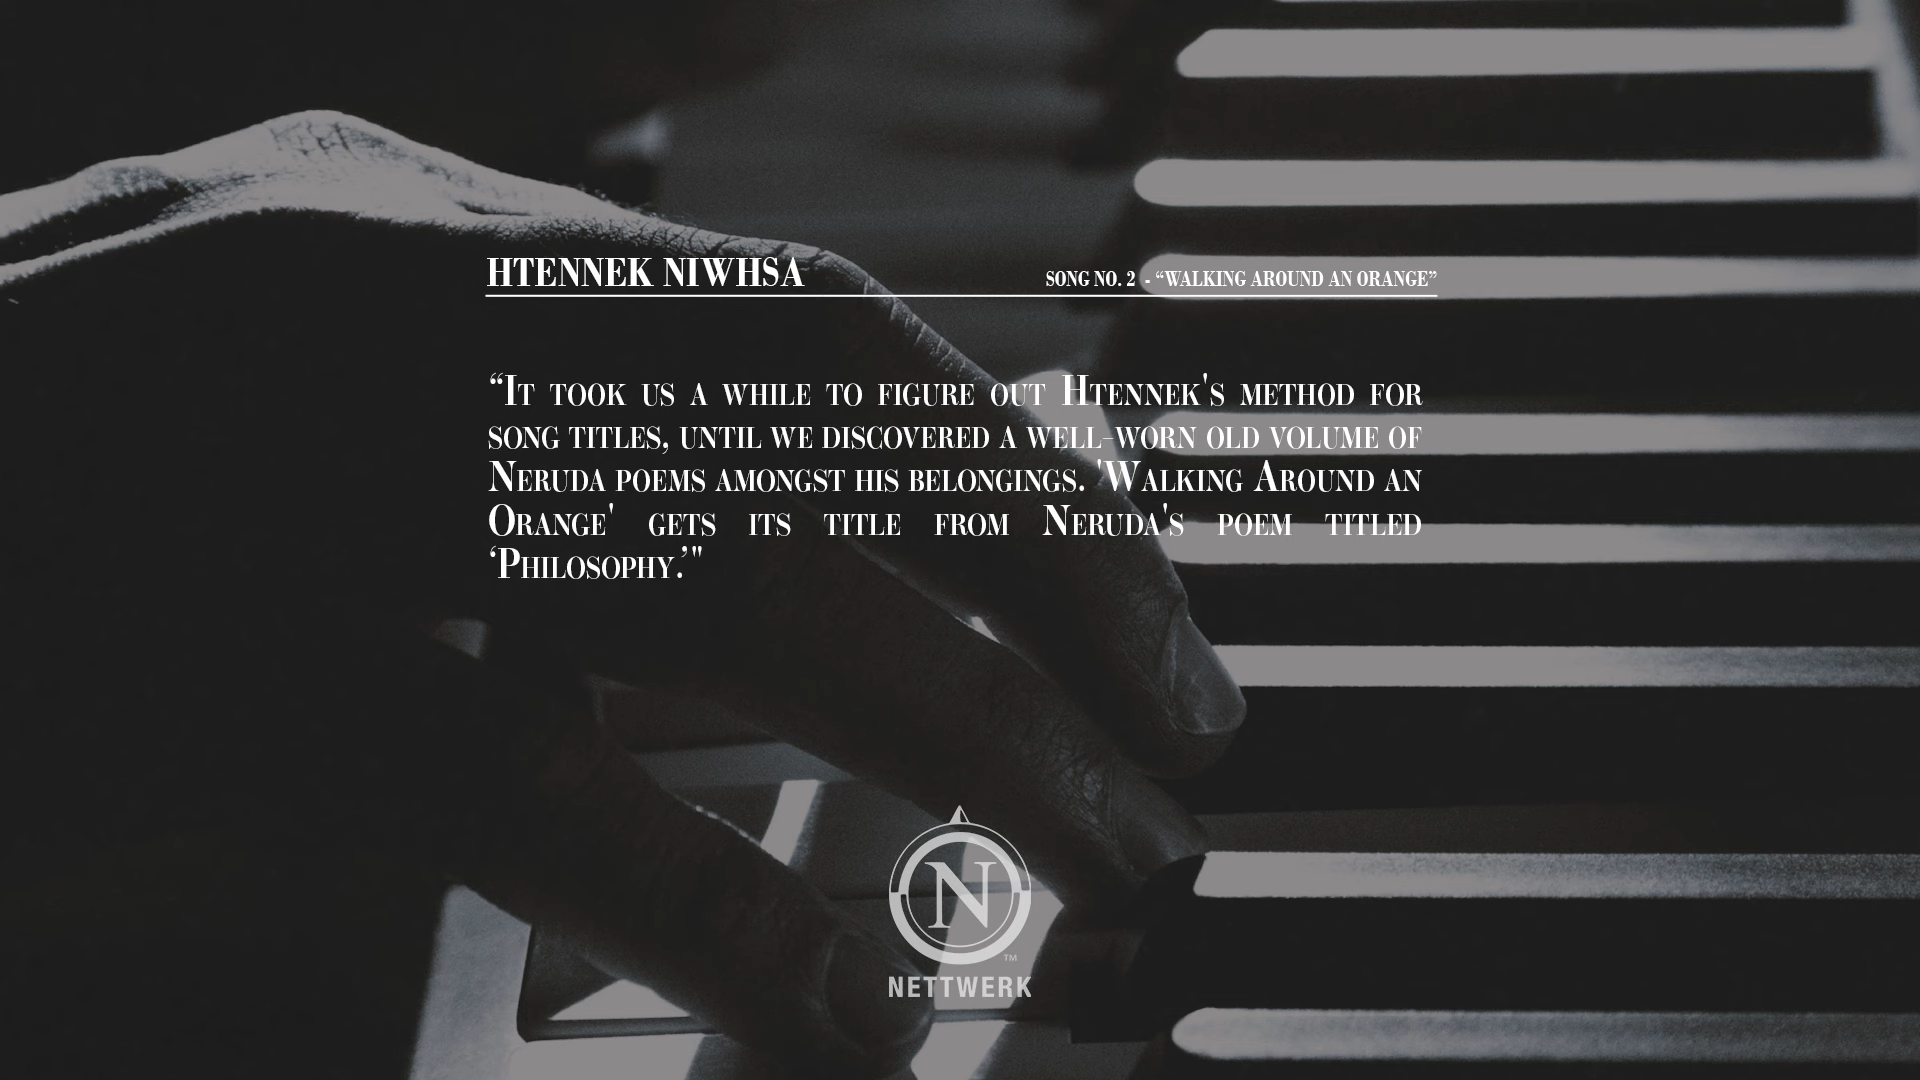 HTENNEK NIWHSA
SONG NO. 2 - “WALKING AROUND AN ORANGE”
“It took us a while to figure out Htennek's method for
song titles, until we discovered a well-worn old volume of
Neruda poems amongst his belongings. 'Walking Around an
Orange' gets its title from Neruda's poem titled
‘Philosophy.’"
N
TM
NETTWERK